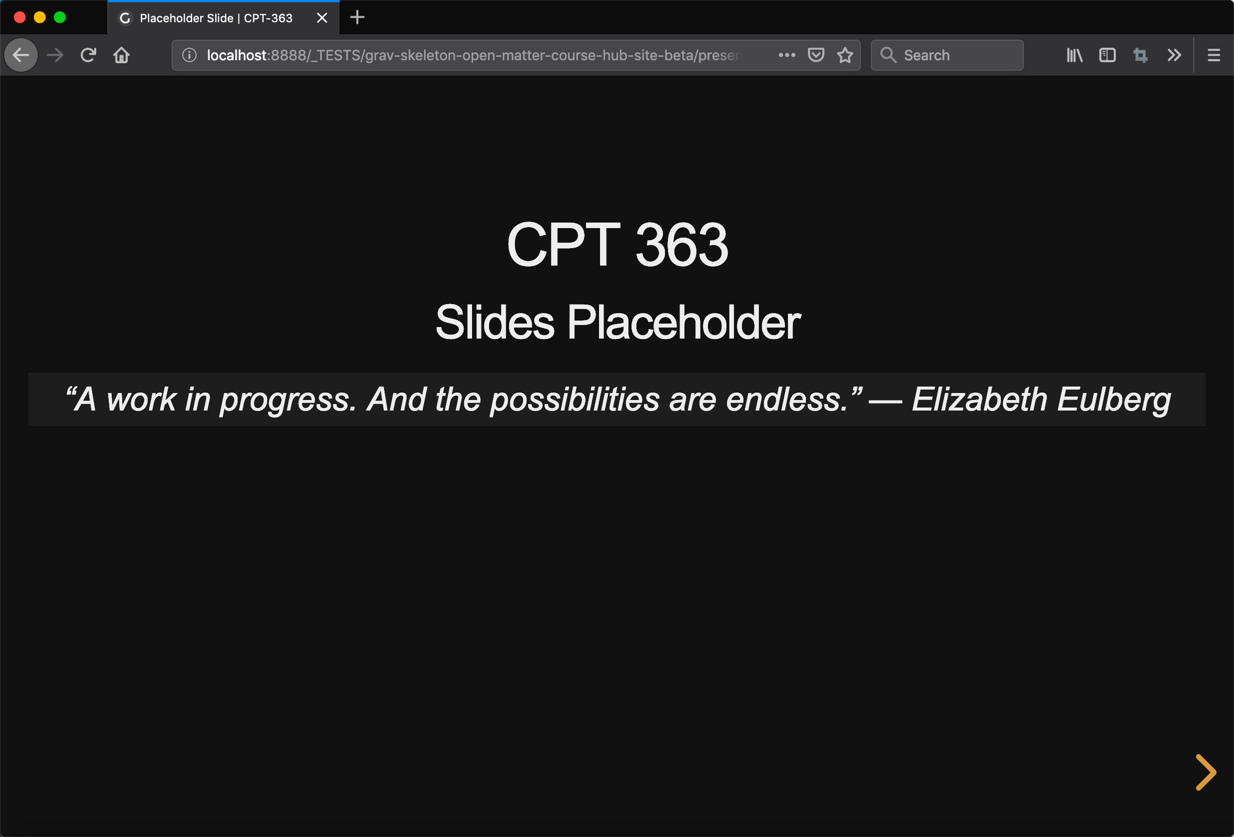 Placeholder Slide | CPT-363
localhost:8888/_TESTS/grav-skeleton-open-matter-course-hub-site-beta/presen
Search
CPT 363
Slides Placeholder
“A work in progress. And the possibilities are endless.” — Elizabeth Eulberg